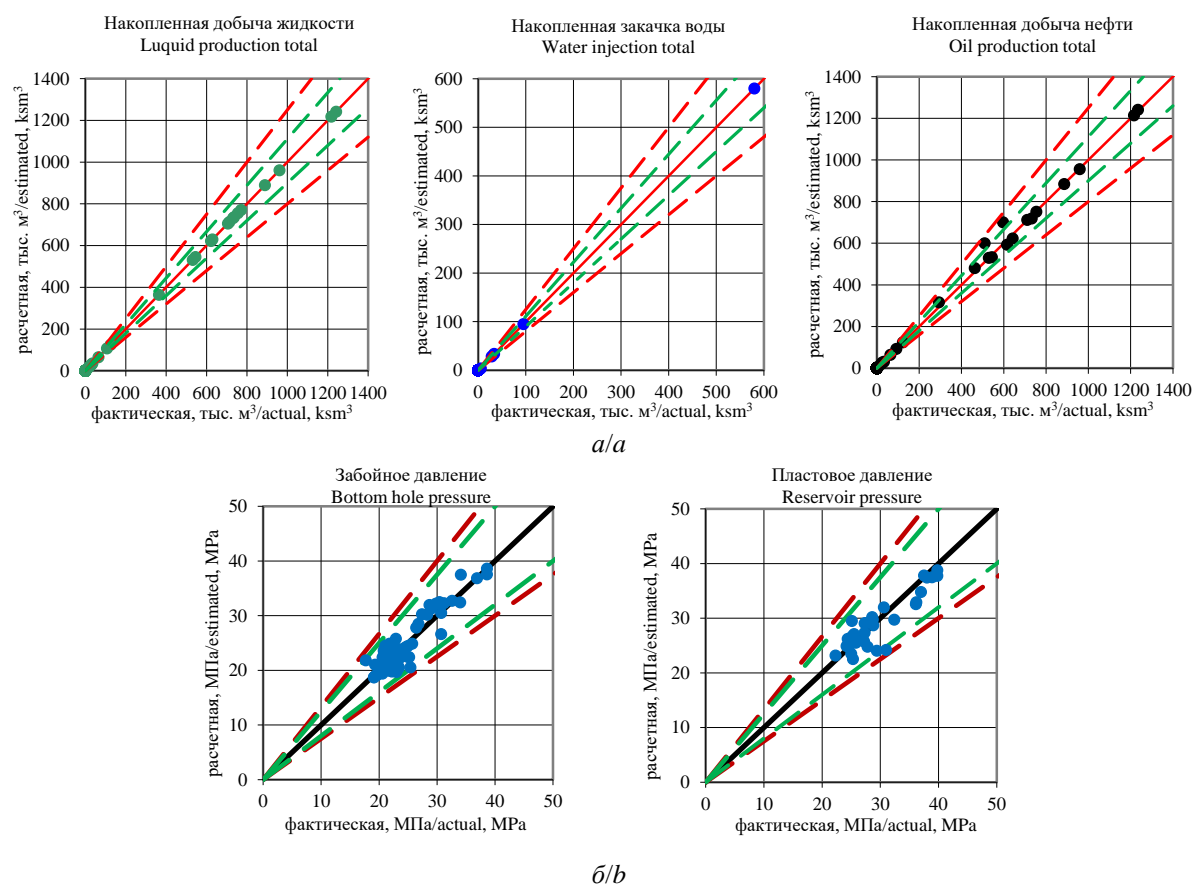 Накопленная добыча жидкости
Luquid production total
расчетная, тыс. м³/estimated, ksm³
1400
1200
1000
800
600
400
200
0
0 200 400 600 800 1000 1200 1400
фактическая, тыс. м³/actual, ksm³
Накопленная закачка воды
Water injection total
расчетная, тыс. м³/estimated, ksm³
600
500
400
300
200
100
0
0 100 200 300 400 500 600
фактическая, тыс. м³/actual, ksm³
Накопленная добыча нефти
Oil production total
расчетная, тыс. м³/estimated, ksm³
1400
1200
1000
800
600
400
200
0
0 200 400 600 800 1000 1200 1400
фактическая, тыс. м³/actual, ksm³
а/a
Забойное давление
Bottom hole pressure
расчетная, МПа/estimated, MPa
50
40
30
20
10
0
0 10 20 30 40 50
фактическая, МПа/actual, MPa
Пластовое давление
Reservoir pressure
расчетная, МПа/estimated, MPa
50
40
30
20
10
0
0 10 20 30 40 50
фактическая, МПа/actual, MPa
б/b